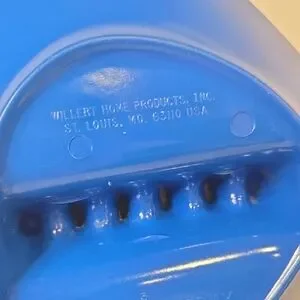 WILLERT HOME PRODUCTS, INC.
ST. LOUIS, MO. 63110 USA